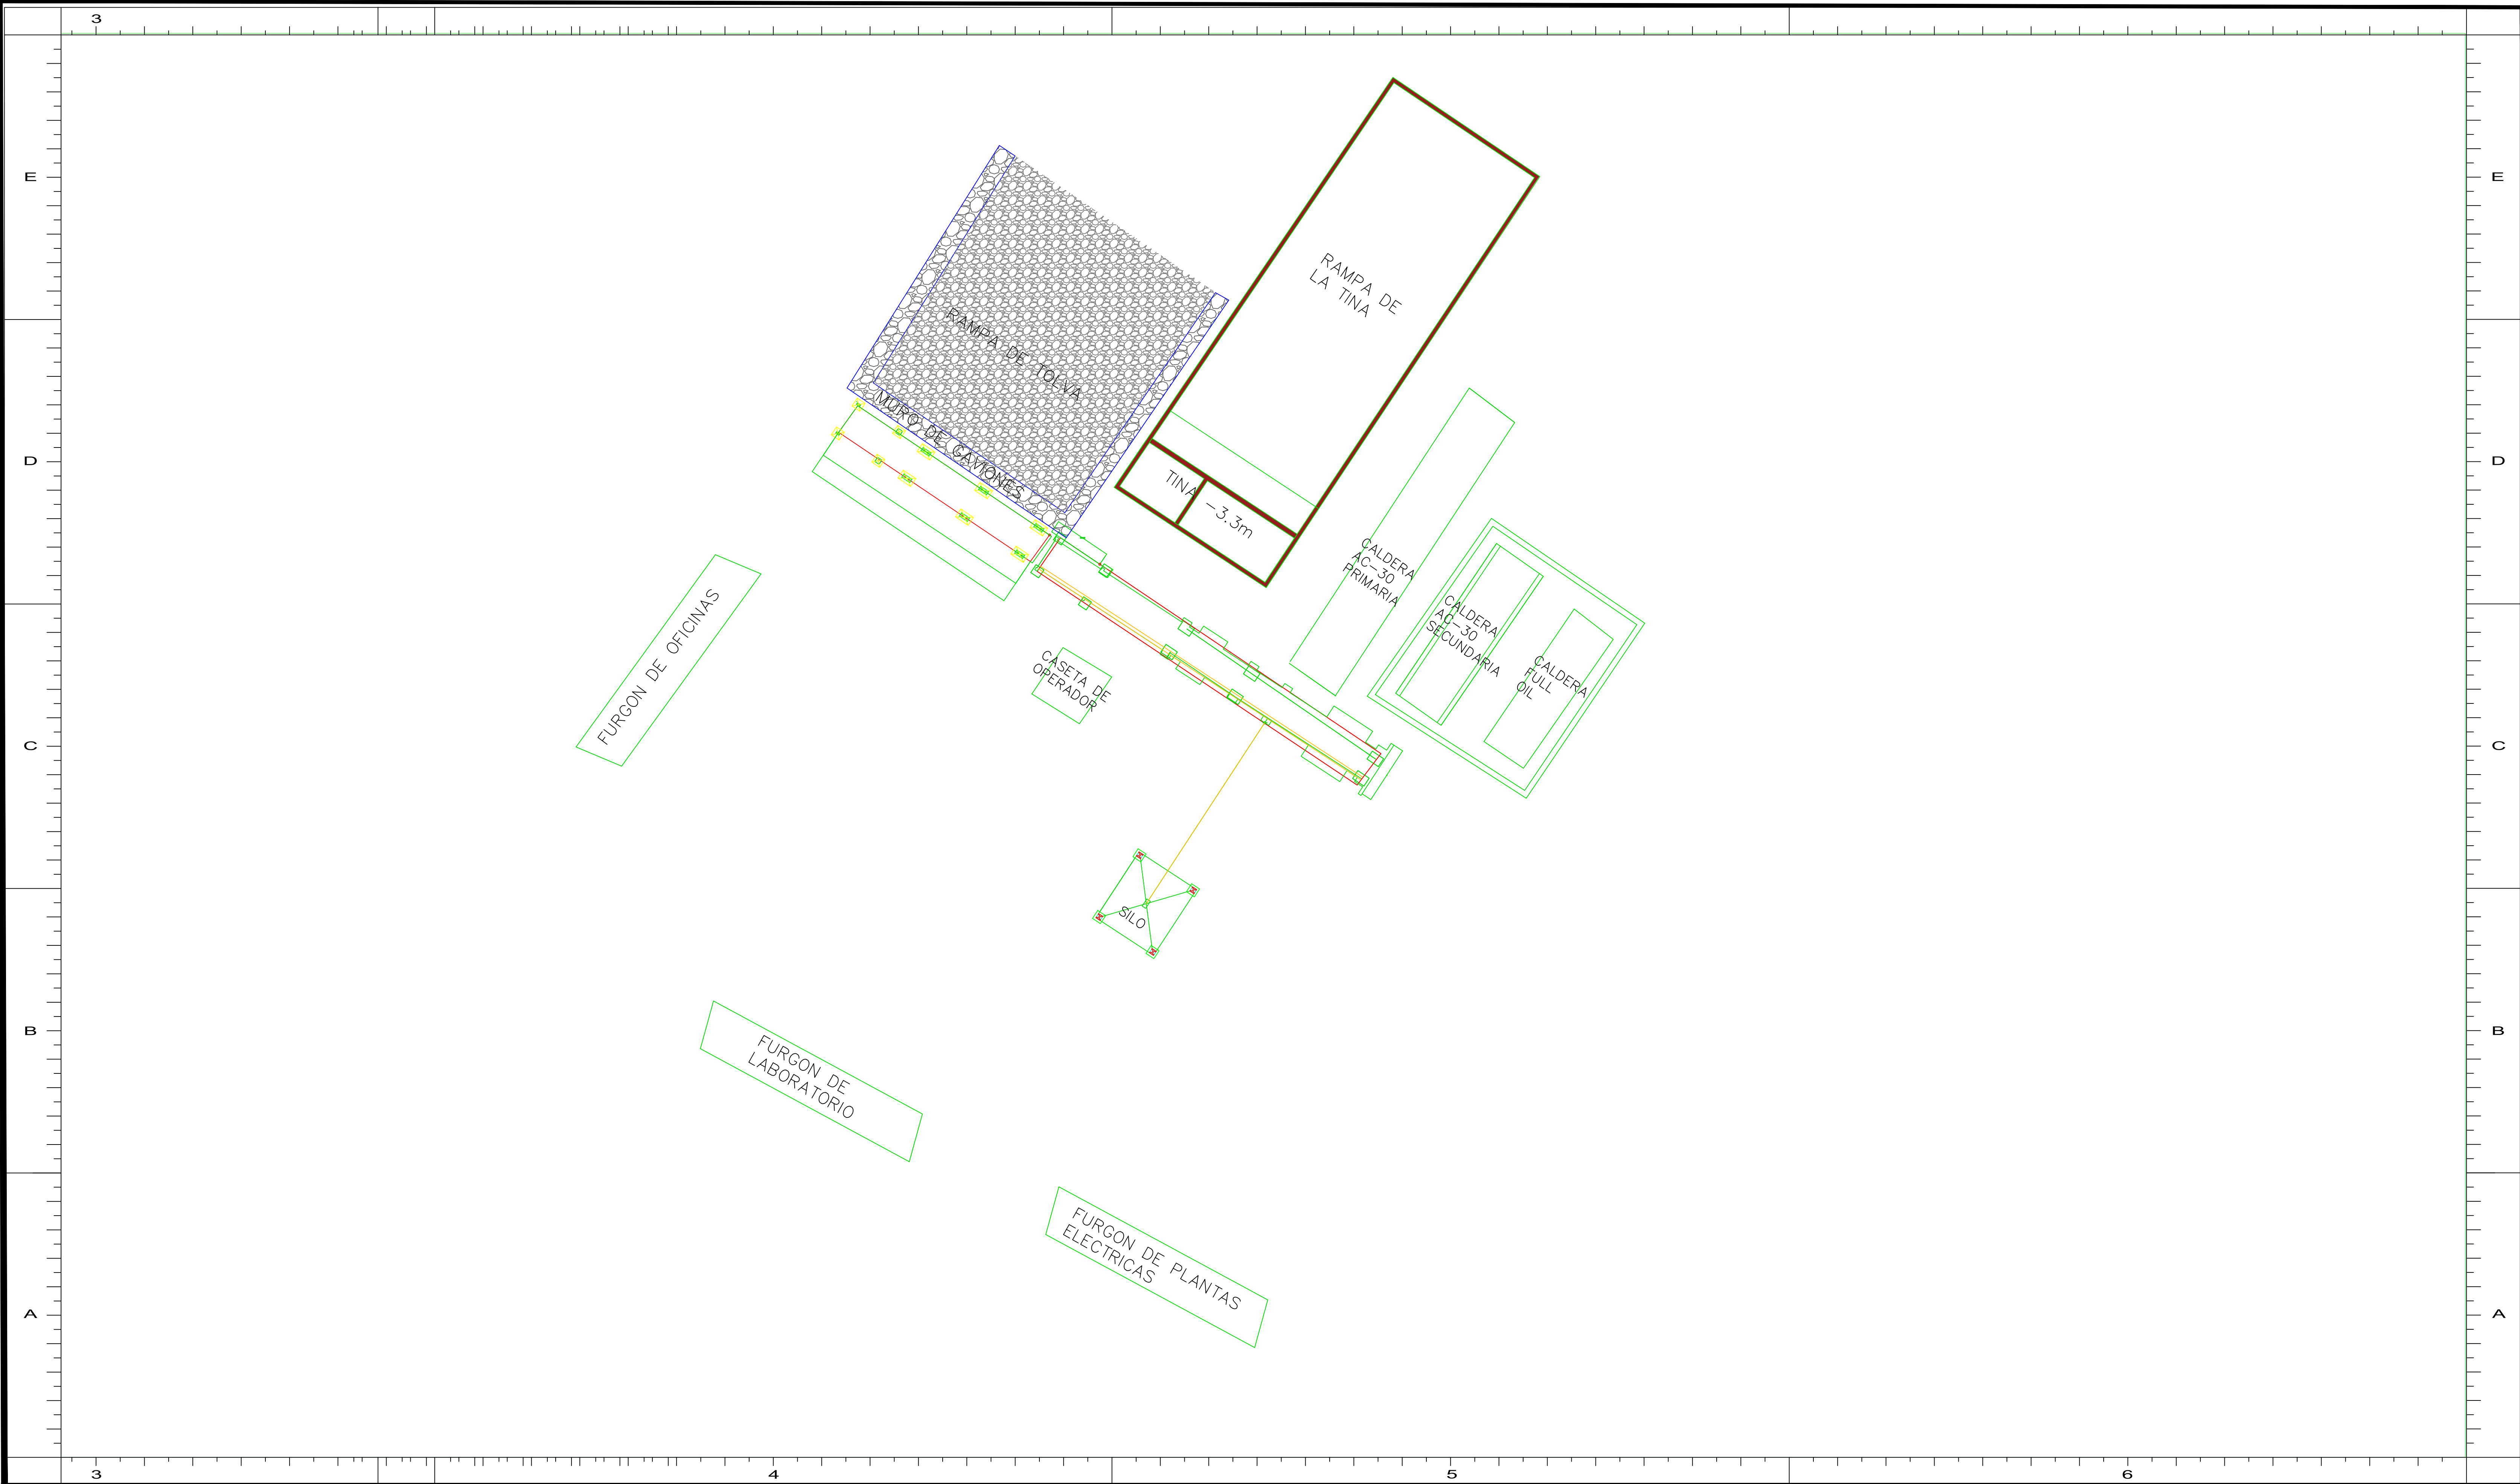 3
E
E
RAMPA DE
LA TINA
RAMPA DE TOLVA
MURO DE GAVIONES
D
D
TINA -3.3m
CALDERA
AC-30
PRIMARIA
CALDERA
AC-30
SECUNDARIA
CALDERA
FULL
OIL
FURGON DE OFICINAS
CASETA DE
OPERADOR
C
C
SILO
B
B
FURGON DE
LABORATORIO
FURGON DE PLANTAS
ELECTRICAS
A
A
3
4
5
6